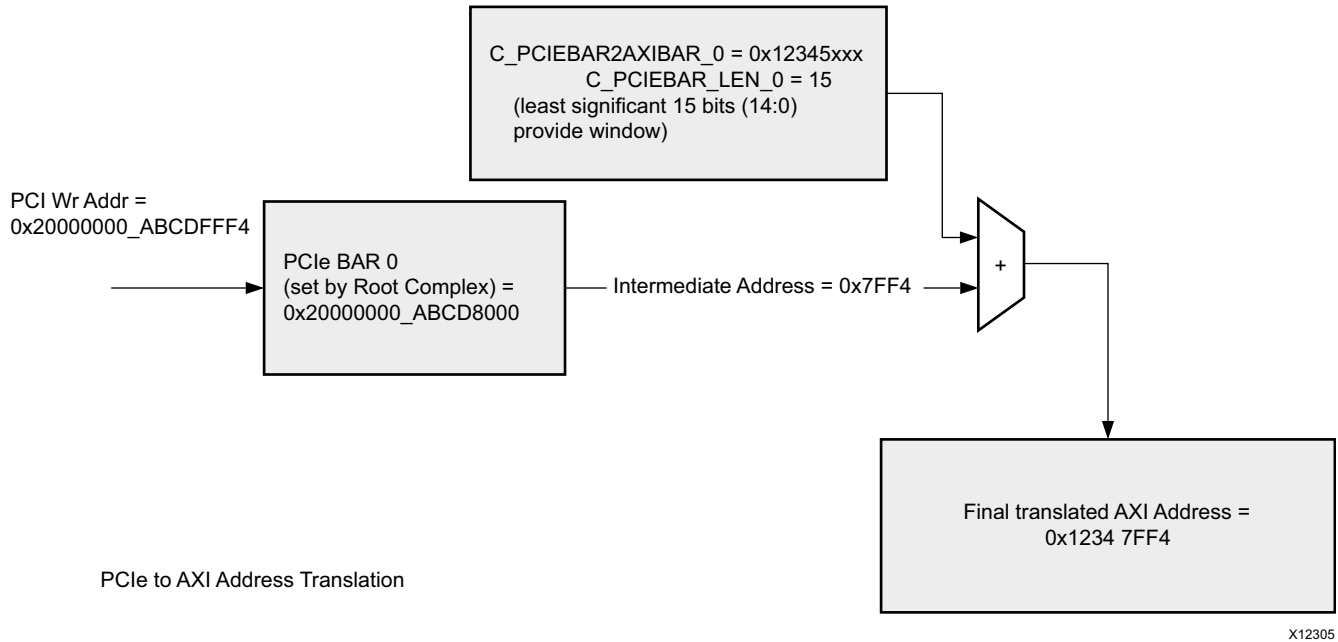 C_PCIEBAR2AXIBAR_0 = 0x12345xxx
C_PCIEBAR_LEN_0 = 15
(least significant 15 bits (14:0)
provide window)
PCI Wr Addr =
0x20000000_ABCDFFF4
PCIe BAR 0
(set by Root Complex) =
0x20000000_ABCD8000
Intermediate Address = 0x7FF4
+
Final translated AXI Address =
0x1234 7FF4
PCIe to AXI Address Translation
X12305